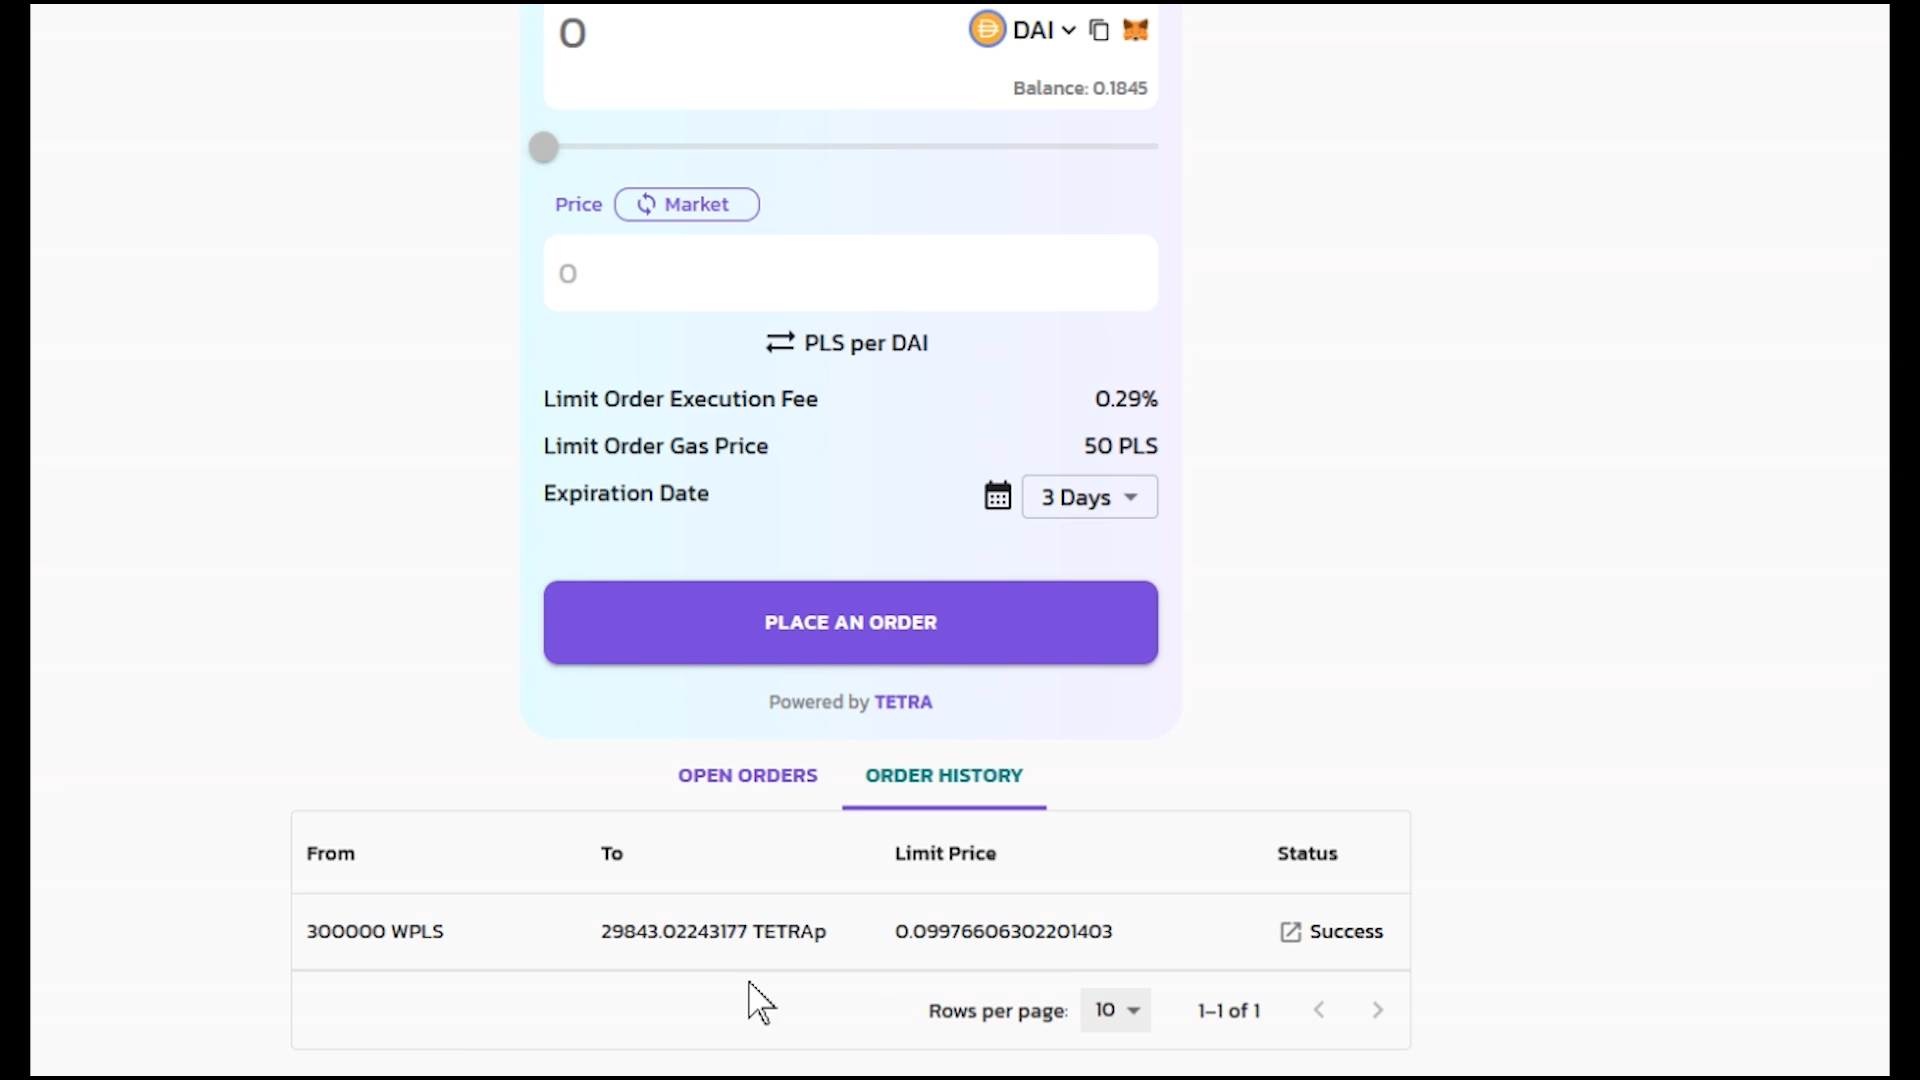 0 DAI
Balance: 0.1845
Price Market
0
PLS per DAI
Limit Order Execution Fee 0.29%
Limit Order Gas Price 50 PLS
Expiration Date 3 Days
PLACE AN ORDER
Powered by TETRA
OPEN ORDERS ORDER HISTORY
From To Limit Price Status
300000 WPLS 29843.02243177 TETRAp 0.09976606302201403 Success
Rows per page: 10 1–1 of 1